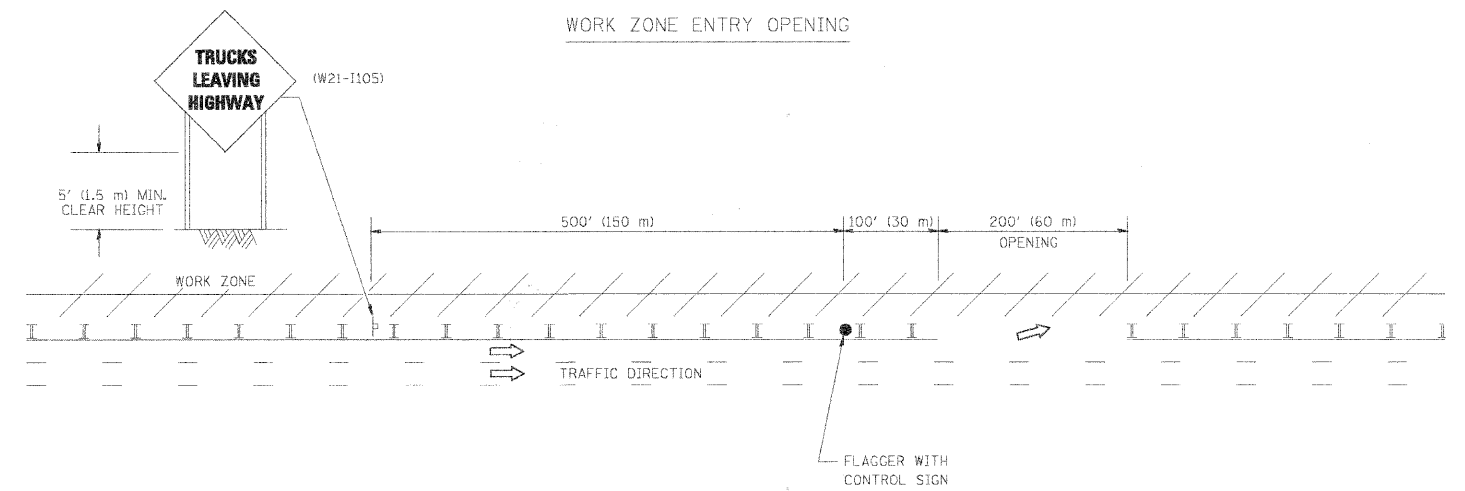 WORK ZONE ENTRY OPENING
TRUCKS
LEAVING
HIGHWAY
(W21-I105)
5' (1.5 m) MIN.
CLEAR HEIGHT
500' (150 m)
100' (30 m)
200' (60 m)
OPENING
WORK ZONE
TRAFFIC DIRECTION
FLAGGER WITH
CONTROL SIGN